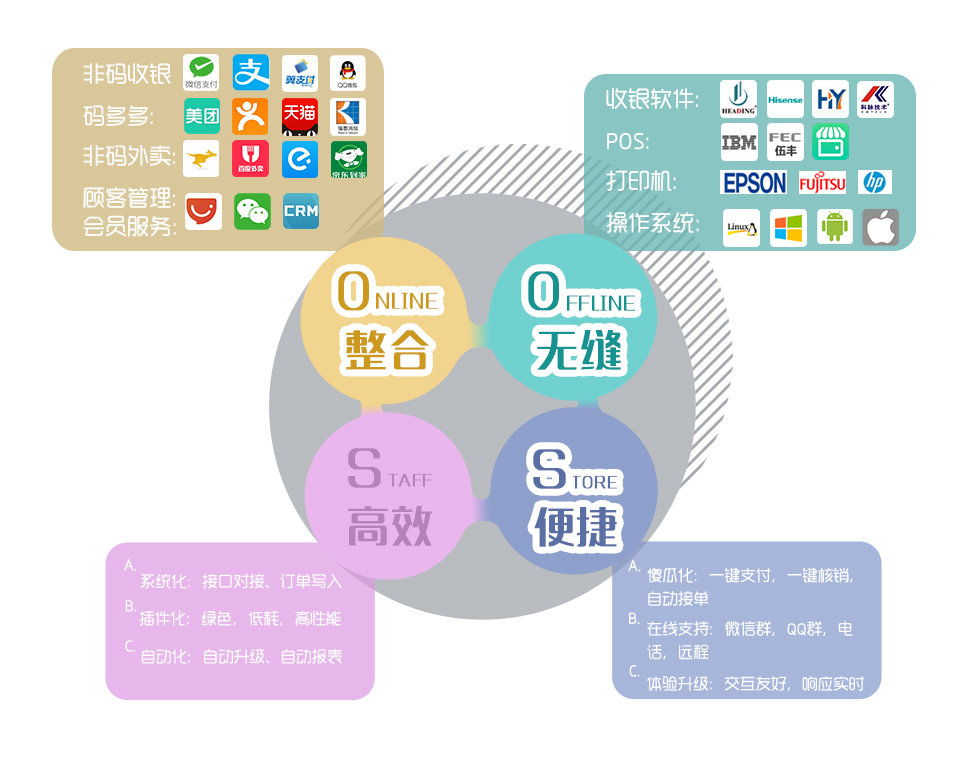 非码收银
微信支付
支
翼支付
QQ钱包
码多多:
美团
天猫
非码外卖:
百度外卖
京东到家
顾客管理:
会员服务:
CRM
收银软件:
HEADING
Hisense
HY
科脉技术
POS:
IBM
FEC
伍丰
打印机:
EPSON
FUJITSU
hp
操作系统:
Linux
ONLINE
整合
OFFLINE
无缝
STAFF
高效
STORE
便捷
A.
系统化: 接口对接、订单写入
B.
插件化: 绿色, 低耗, 高性能
C.
自动化: 自动升级、自动报表
A.
傻瓜化: 一键支付, 一键核销,
自动接单
B.
在线支持: 微信群, QQ群, 电
话, 远程
C.
体验升级: 交互友好, 响应实时